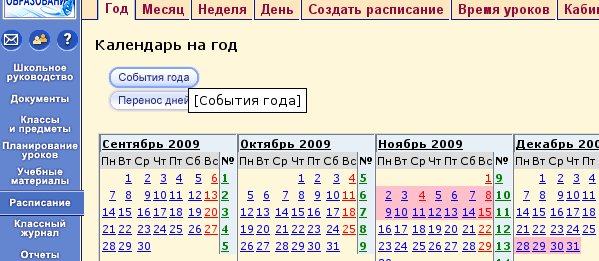 ОБРАЗОВАНИ
Год Месяц Неделя День Создать расписание Время уроков Каби
?
Календарь на год
Школьное
руководство
События года
Документы
Перенос дней
[События года]
Классы
и предметы
Планирование
уроков
Сентябрь 2009 Октябрь 2009 Ноябрь 2009 Декабрь 200
Пн Вт Ср Чт Пт Сб Вс № Пн Вт Ср Чт Пт Сб Вс № Пн Вт Ср Чт Пт Сб Вс № Пн Вт Ср Чт Пт
Учебные
материалы
1 2 3 4 5 6 1 1 2 3 4 5 1 9 1 2 3 4
7 8 9 10 11 12 13 2 5 6 7 8 9 10 11 6 2 3 4 5 6 7 8 10 7 8 9 10 11
Расписание
14 15 16 17 18 19 20 3 12 13 14 15 16 17 18 7 9 10 11 12 13 14 15 11 14 15 16 17 18
Классный
журнал
21 22 23 24 25 26 27 4 19 20 21 22 23 24 25 8 16 17 18 19 20 21 22 12 21 22 23 24 25
28 29 30 5 26 27 28 29 30 31 9 23 24 25 26 27 28 29 13 28 29 30 31
Отчеты